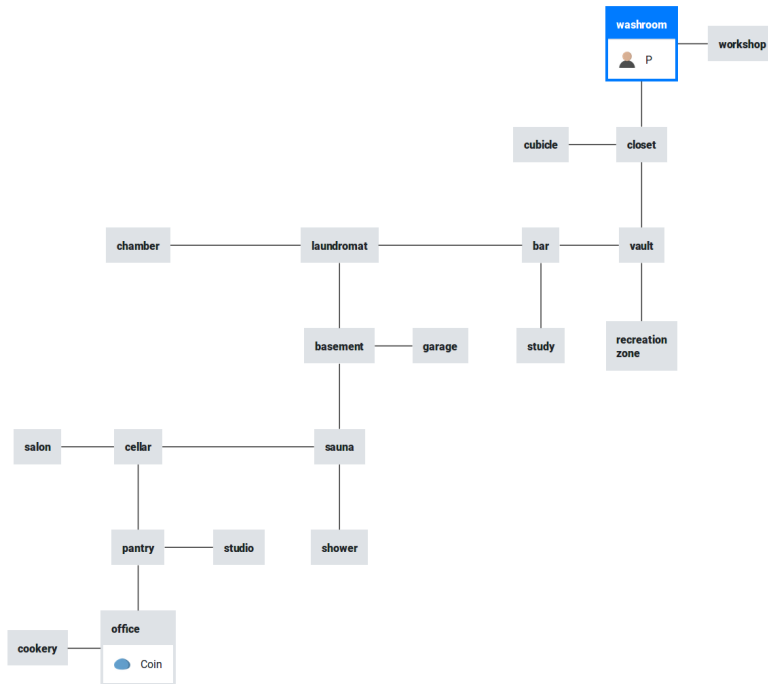 washroom
P
workshop
cubicle
closet
chamber
laundromat
bar
vault
basement
garage
study
recreation
zone
salon
cellar
sauna
pantry
studio
shower
office
cookery
Coin